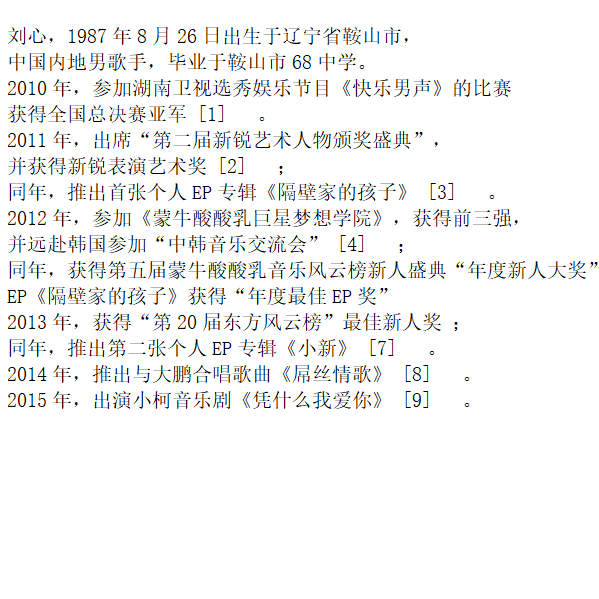 刘心，1987 年 8 月 26 日出生于辽宁省鞍山市，
中国内地男歌手，毕业于鞍山市 68 中学。
2010 年，参加湖南卫视选秀娱乐节目《快乐男声》的比赛
获得全国总决赛亚军 [1] 。
2011 年，出席“第二届新锐艺术人物颁奖盛典”，
并获得新锐表演艺术奖 [2] ；
同年，推出首张个人 EP 专辑《隔壁家的孩子》 [3] 。
2012 年，参加《蒙牛酸酸乳巨星梦想学院》，获得前三强，
并远赴韩国参加“中韩音乐交流会” [4] ；
同年，获得第五届蒙牛酸酸乳音乐风云榜新人盛典“年度新人大奖”
EP《隔壁家的孩子》获得“年度最佳 EP 奖”
2013 年，获得“第 20 届东方风云榜”最佳新人奖 ；
同年，推出第二张个人 EP 专辑《小新》 [7] 。
2014 年，推出与大鹏合唱歌曲《屌丝情歌》 [8] 。
2015 年，出演小柯音乐剧《凭什么我爱你》 [9] 。